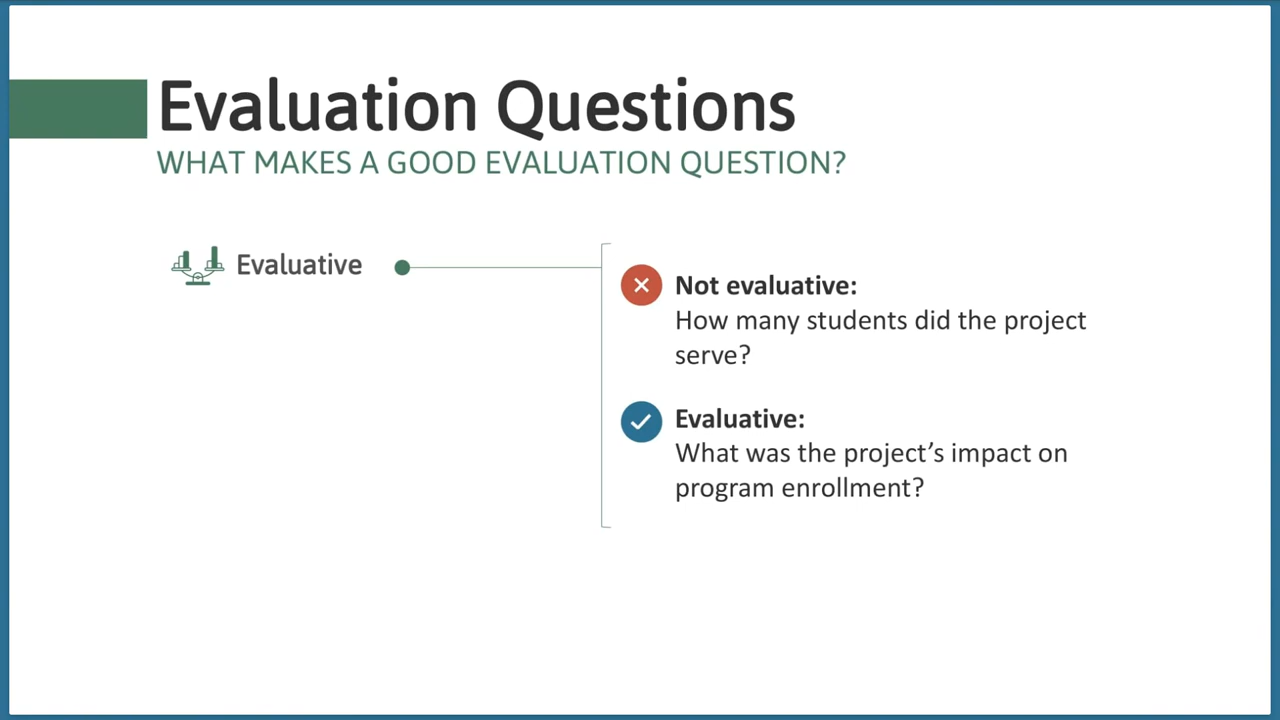 Evaluation Questions
WHAT MAKES A GOOD EVALUATION QUESTION?
Evaluative
Not evaluative:
How many students did the project
serve?
Evaluative:
What was the project’s impact on
program enrollment?